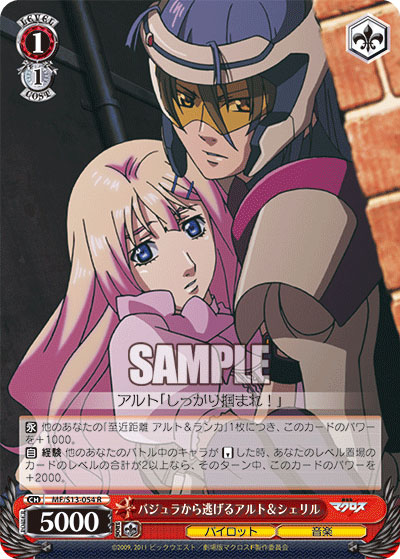 LEVEL
1
1
COST
SAMPLE
アルト「しっかり掴まれ！」
永 他のあなたの「至近距離 アルト＆ランカ」1枚につき、このカードのパワー
を＋1000。
自 経験 他のあなたのバトル中のキャラが した時、あなたのレベル置場の
カードのレベルの合計が2以上なら、そのターン中、このカードのパワーを
＋2000。
CH MF/S13-054 R
5000
バジュラから逃げるアルト＆シェリル
マクロス
パイロット
音楽
©2009, 2011 ビックウエスト／劇場版マクロスF製作委員会